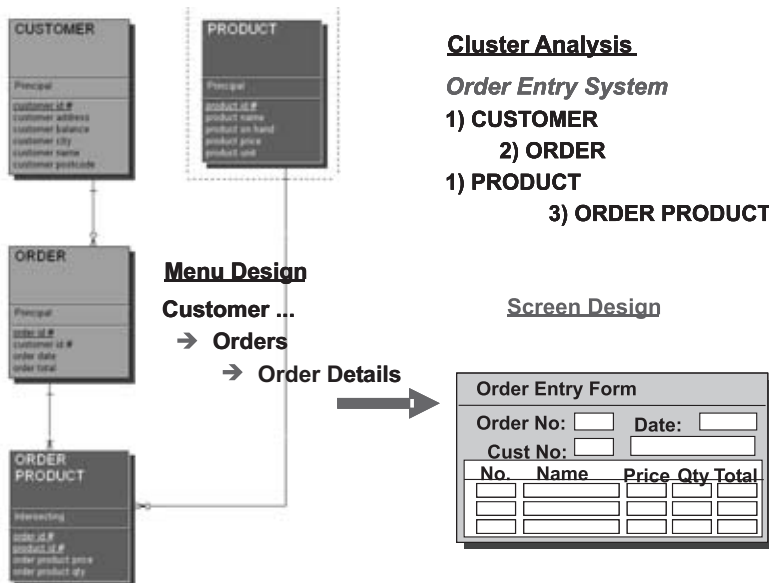 CUSTOMER
Principal
customer id #
customer address
customer balance
customer city
customer name
customer postcode
PRODUCT
Principal
product id #
product name
product on hand
product price
product unit
Cluster Analysis
Order Entry System
1) CUSTOMER
2) ORDER
1) PRODUCT
3) ORDER PRODUCT
ORDER
Principal
order id #
customer id #
order date
order total
Menu Design
Customer ...
➔ Orders
➔ Order Details
Screen Design
Order Entry Form
Order No: Date:
Cust No:
No. Name Price Qty Total
ORDER
PRODUCT
Intersecting
order id #
product id #
order product price
order product qty